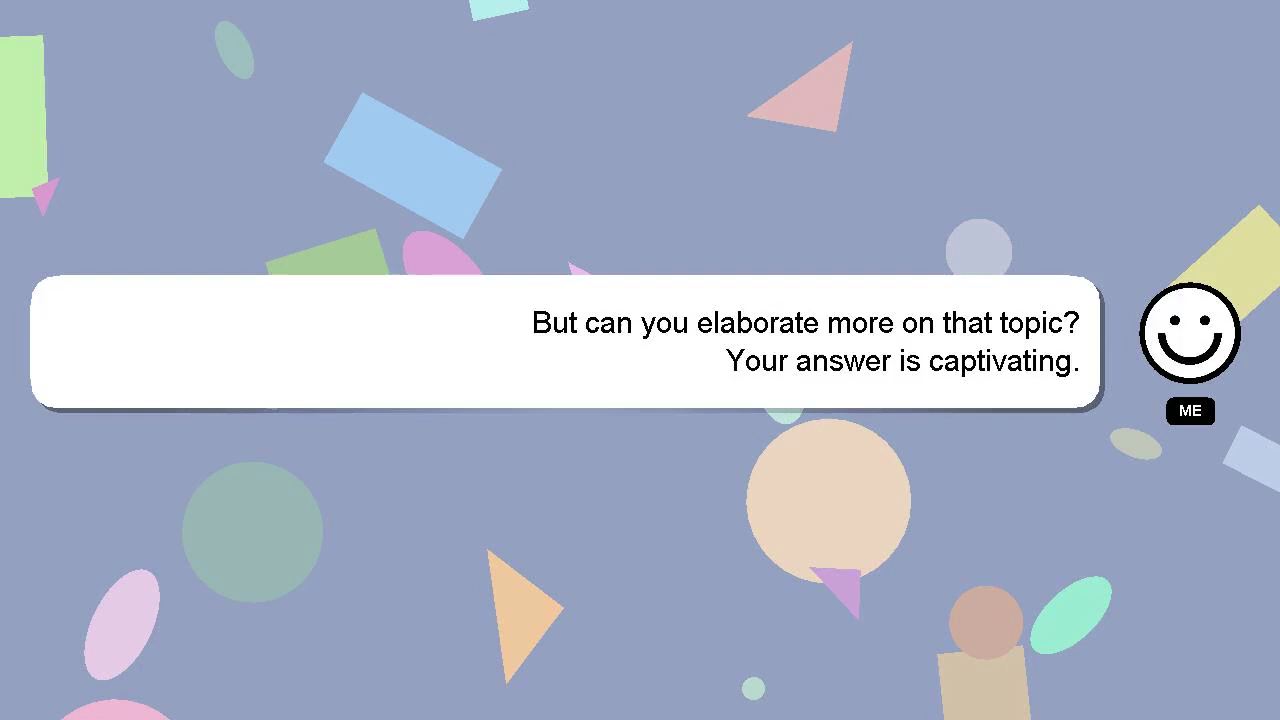 But can you elaborate more on that topic?
Your answer is captivating.
ME